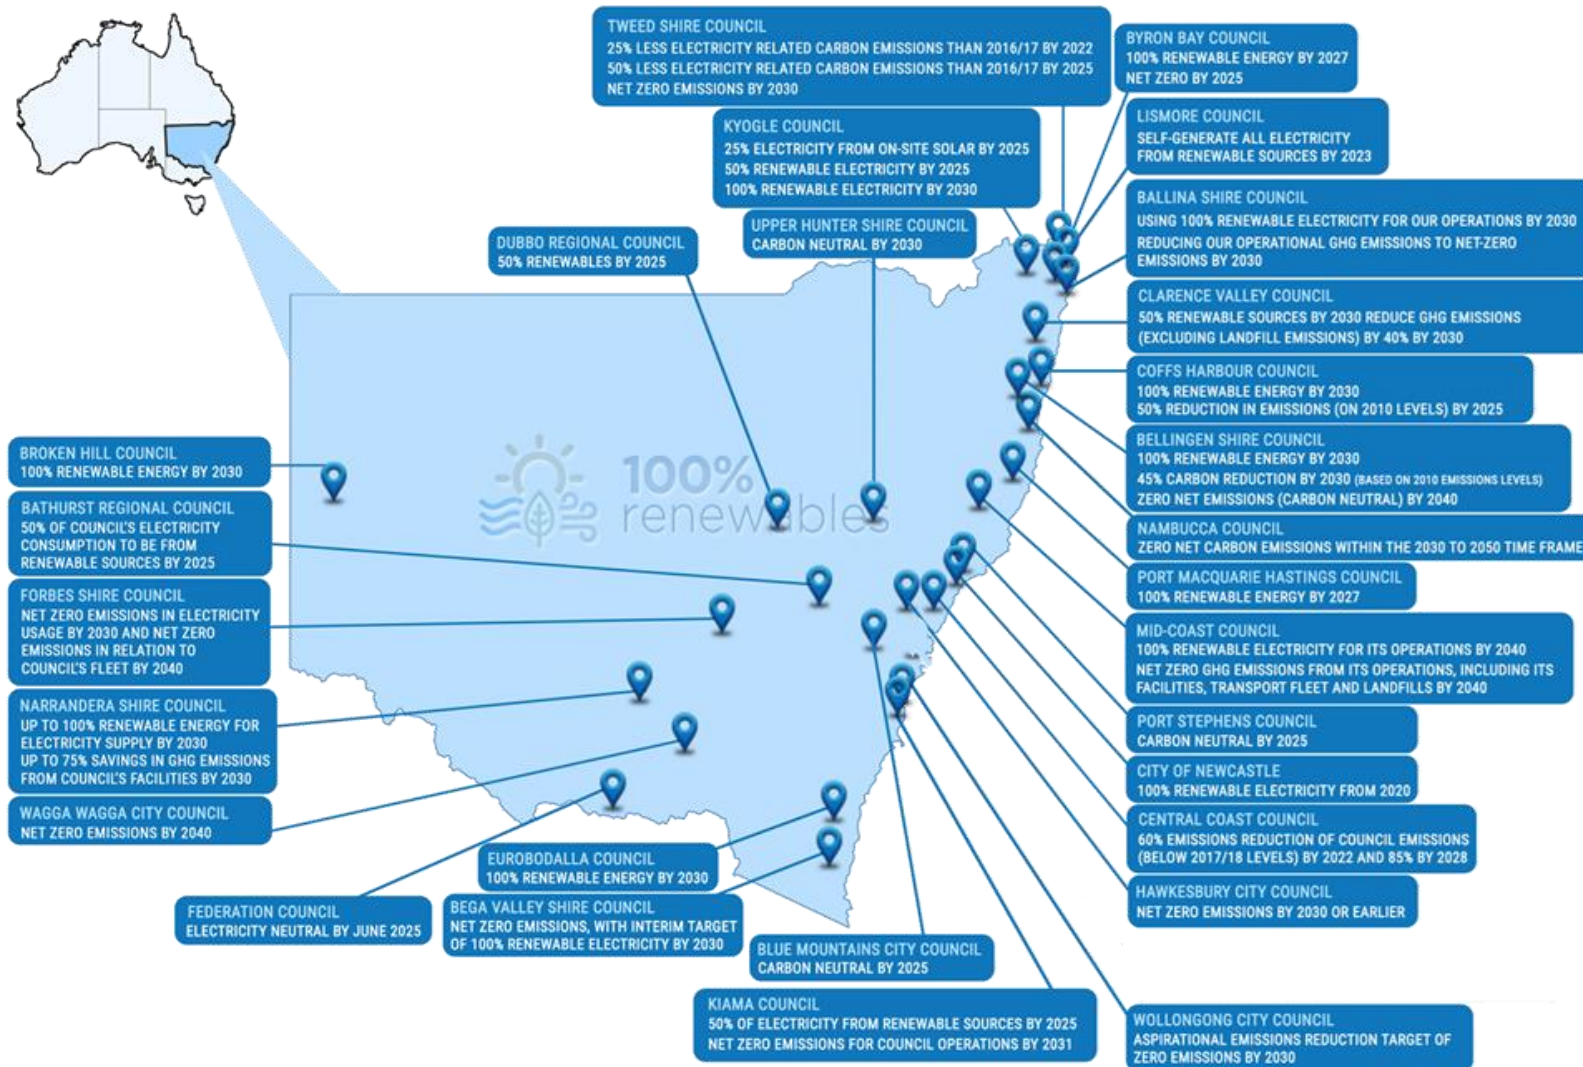 TWEED SHIRE COUNCIL
25% LESS ELECTRICITY RELATED CARBON EMISSIONS THAN 2016/17 BY 2022
50% LESS ELECTRICITY RELATED CARBON EMISSIONS THAN 2016/17 BY 2025
NET ZERO EMISSIONS BY 2030
BYRON BAY COUNCIL
100% RENEWABLE ENERGY BY 2027
NET ZERO BY 2025
KYOGLE COUNCIL
25% ELECTRICITY FROM ON-SITE SOLAR BY 2025
50% RENEWABLE ELECTRICITY BY 2025
100% RENEWABLE ELECTRICITY BY 2030
LISMORE COUNCIL
SELF-GENERATE ALL ELECTRICITY
FROM RENEWABLE SOURCES BY 2023
BALLINA SHIRE COUNCIL
USING 100% RENEWABLE ELECTRICITY FOR OUR OPERATIONS BY 2030
REDUCING OUR OPERATIONAL GHG EMISSIONS TO NET-ZERO
EMISSIONS BY 2030
UPPER HUNTER SHIRE COUNCIL
CARBON NEUTRAL BY 2030
DUBBO REGIONAL COUNCIL
50% RENEWABLES BY 2025
CLARENCE VALLEY COUNCIL
50% RENEWABLE SOURCES BY 2030 REDUCE GHG EMISSIONS
(EXCLUDING LANDFILL EMISSIONS) BY 40% BY 2030
COFFS HARBOUR COUNCIL
100% RENEWABLE ENERGY BY 2030
50% REDUCTION IN EMISSIONS (ON 2010 LEVELS) BY 2025
BELLINGEN SHIRE COUNCIL
100% RENEWABLE ENERGY BY 2030
45% CARBON REDUCTION BY 2030 (BASED ON 2010 EMISSIONS LEVELS)
ZERO NET EMISSIONS (CARBON NEUTRAL) BY 2040
NAMBUCCA COUNCIL
ZERO NET CARBON EMISSIONS WITHIN THE 2030 TO 2050 TIME FRAME
PORT MACQUARIE HASTINGS COUNCIL
100% RENEWABLE ENERGY BY 2027
MID-COAST COUNCIL
100% RENEWABLE ELECTRICITY FOR ITS OPERATIONS BY 2040
NET ZERO GHG EMISSIONS FROM ITS OPERATIONS, INCLUDING ITS
FACILITIES, TRANSPORT FLEET AND LANDFILLS BY 2040
PORT STEPHENS COUNCIL
CARBON NEUTRAL BY 2025
CITY OF NEWCASTLE
100% RENEWABLE ELECTRICITY FROM 2020
CENTRAL COAST COUNCIL
60% EMISSIONS REDUCTION OF COUNCIL EMISSIONS
(BELOW 2017/18 LEVELS) BY 2022 AND 85% BY 2028
HAWKESBURY CITY COUNCIL
NET ZERO EMISSIONS BY 2030 OR EARLIER
WOLLONGONG CITY COUNCIL
ASPIRATIONAL EMISSIONS REDUCTION TARGET OF
ZERO EMISSIONS BY 2030
100%
renewables
BROKEN HILL COUNCIL
100% RENEWABLE ENERGY BY 2030
BATHURST REGIONAL COUNCIL
50% OF COUNCIL'S ELECTRICITY
CONSUMPTION TO BE FROM
RENEWABLE SOURCES BY 2025
FORBES SHIRE COUNCIL
NET ZERO EMISSIONS IN ELECTRICITY
USAGE BY 2030 AND NET ZERO
EMISSIONS IN RELATION TO
COUNCIL'S FLEET BY 2040
NARRANDERA SHIRE COUNCIL
UP TO 100% RENEWABLE ENERGY FOR
ELECTRICITY SUPPLY BY 2030
UP TO 75% SAVINGS IN GHG EMISSIONS
FROM COUNCIL'S FACILITIES BY 2030
WAGGA WAGGA CITY COUNCIL
NET ZERO EMISSIONS BY 2040
FEDERATION COUNCIL
ELECTRICITY NEUTRAL BY JUNE 2025
EUROBODALLA COUNCIL
100% RENEWABLE ENERGY BY 2030
BEGA VALLEY SHIRE COUNCIL
NET ZERO EMISSIONS, WITH INTERIM TARGET
OF 100% RENEWABLE ELECTRICITY BY 2030
BLUE MOUNTAINS CITY COUNCIL
CARBON NEUTRAL BY 2025
KIAMA COUNCIL
50% OF ELECTRICITY FROM RENEWABLE SOURCES BY 2025
NET ZERO EMISSIONS FOR COUNCIL OPERATIONS BY 2031